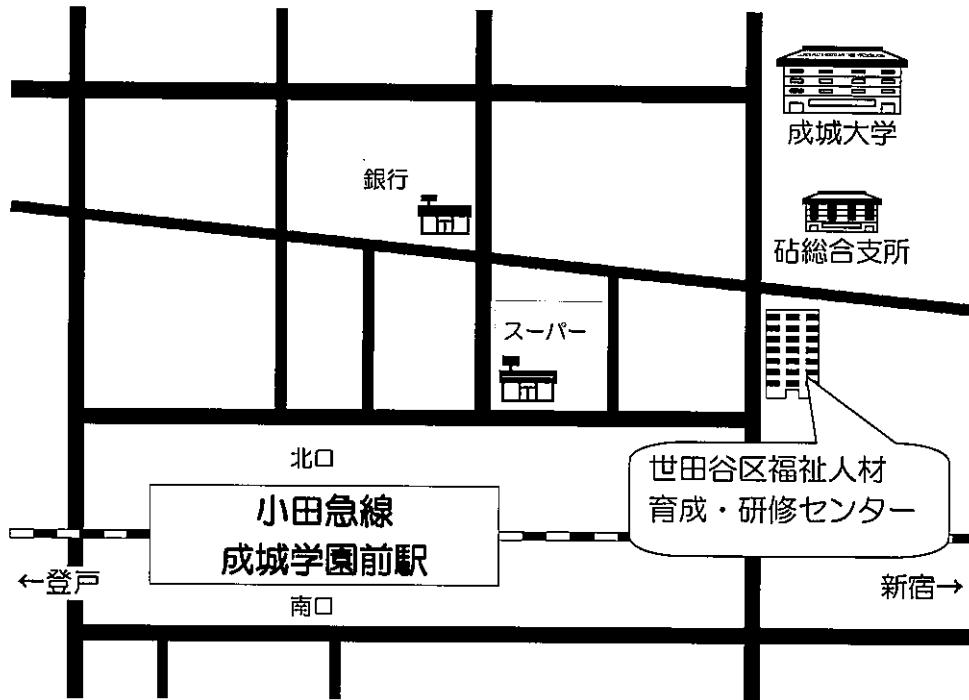 成城大学
銀行
砧総合支所
スーパー
北口
世田谷区福祉人材
育成・研修センター
小田急線
成城学園前駅
←登戸
新宿→
南口